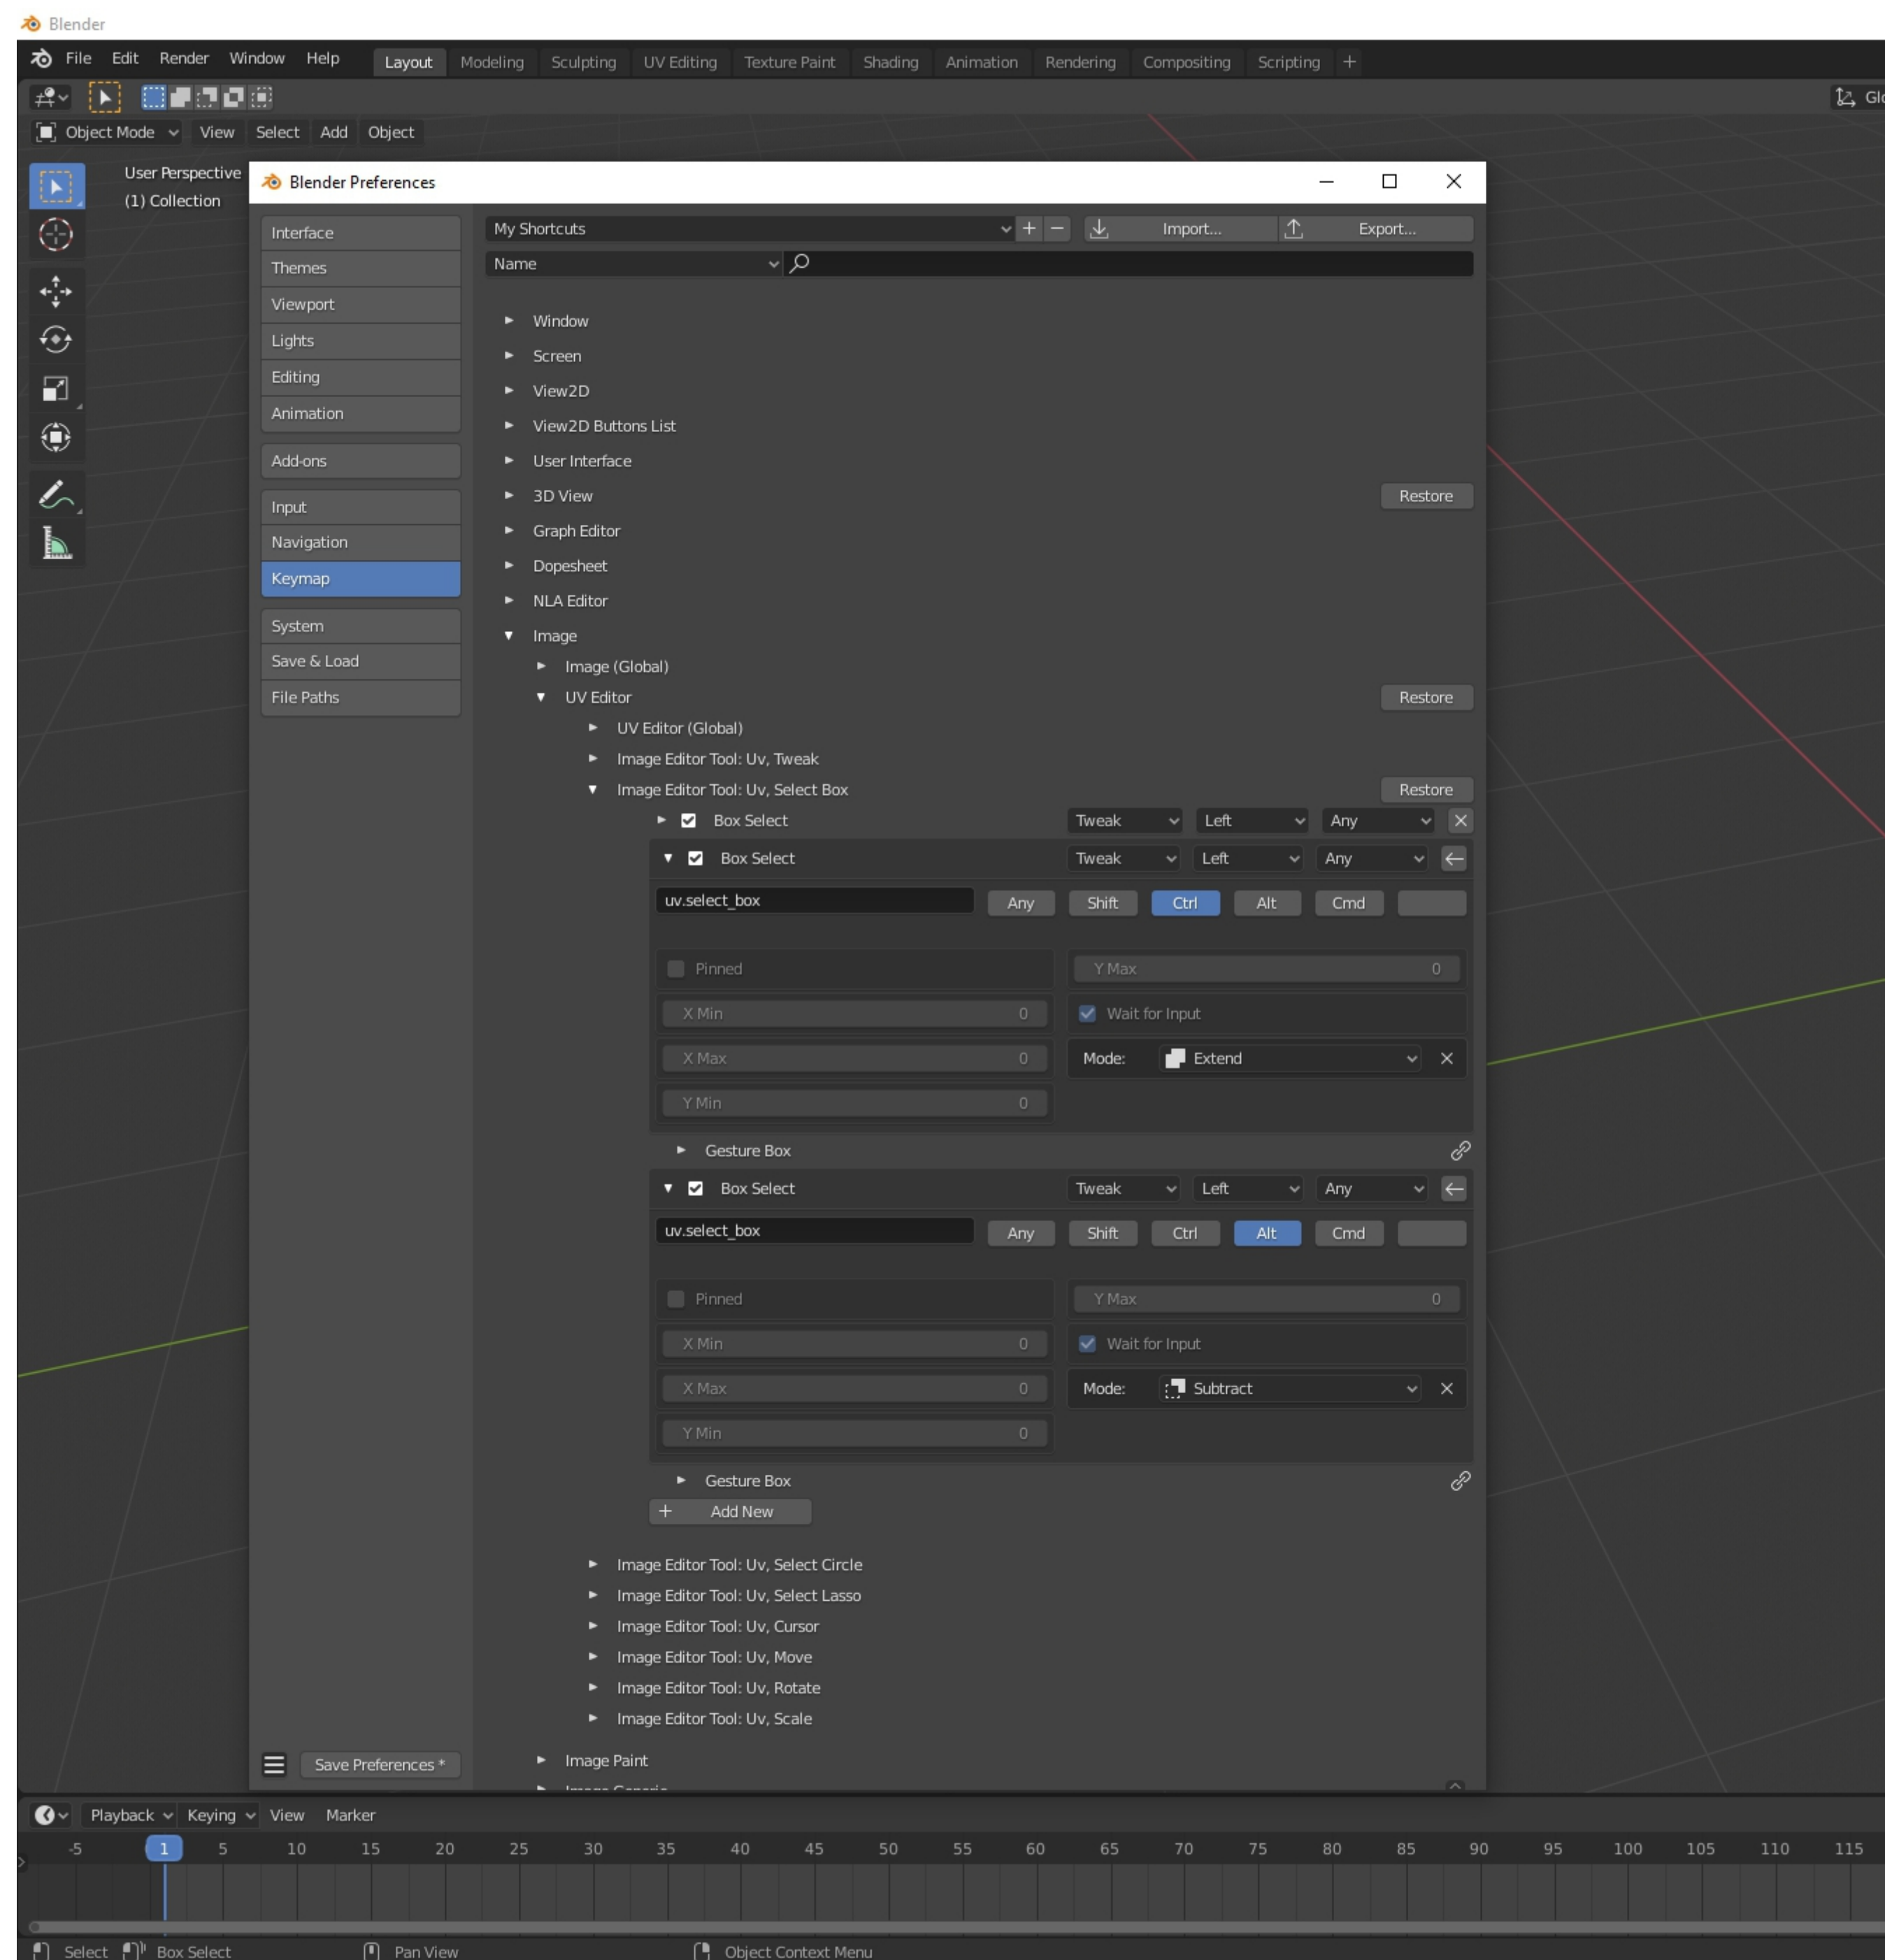 Blender
File Edit Render Window Help Layout Modeling Sculpting UV Editing Texture Paint Shading Animation Rendering Compositing Scripting +
Glo
Object Mode View Select Add Object
User Perspective
(1) Collection
Blender Preferences
Interface
Themes
Viewport
Lights
Editing
Animation
Add-ons
Input
Navigation
Keymap
System
Save & Load
File Paths
Save Preferences *
My Shortcuts + − Import... Export...
Name
Window
Screen
View2D
View2D Buttons List
User Interface
3D View Restore
Graph Editor
Dopesheet
NLA Editor
Image
Image (Global)
UV Editor Restore
UV Editor (Global)
Image Editor Tool: Uv, Tweak
Image Editor Tool: Uv, Select Box Restore
Box Select Tweak Left Any
Box Select Tweak Left Any
uv.select_box Any Shift Ctrl Alt Cmd
Pinned Y Max 0
X Min 0 Wait for Input
X Max 0 Mode: Extend
Y Min 0
Gesture Box
Box Select Tweak Left Any
uv.select_box Any Shift Ctrl Alt Cmd
Pinned Y Max 0
X Min 0 Wait for Input
X Max 0 Mode: Subtract
Y Min 0
Gesture Box
+ Add New
Image Editor Tool: Uv, Select Circle
Image Editor Tool: Uv, Select Lasso
Image Editor Tool: Uv, Cursor
Image Editor Tool: Uv, Move
Image Editor Tool: Uv, Rotate
Image Editor Tool: Uv, Scale
Image Paint
Image Generic
Playback Keying View Marker
-5 1 5 10 15 20 25 30 35 40 45 50 55 60 65 70 75 80 85 90 95 100 105 110 115
Select Box Select Pan View Object Context Menu